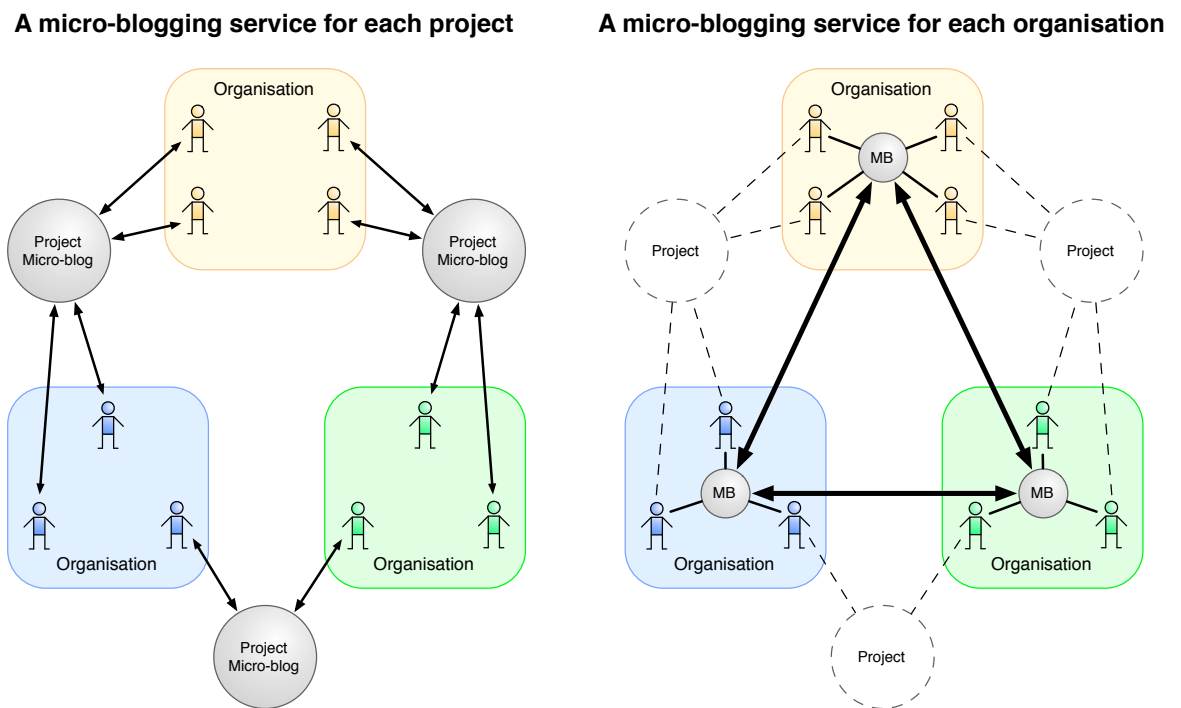 A micro-blogging service for each project
Organisation
Project
Micro-blog
Project
Micro-blog
Organisation
Organisation
Project
Micro-blog
A micro-blogging service for each organisation
Organisation
MB
Project
Project
MB
MB
Organisation
Organisation
Project